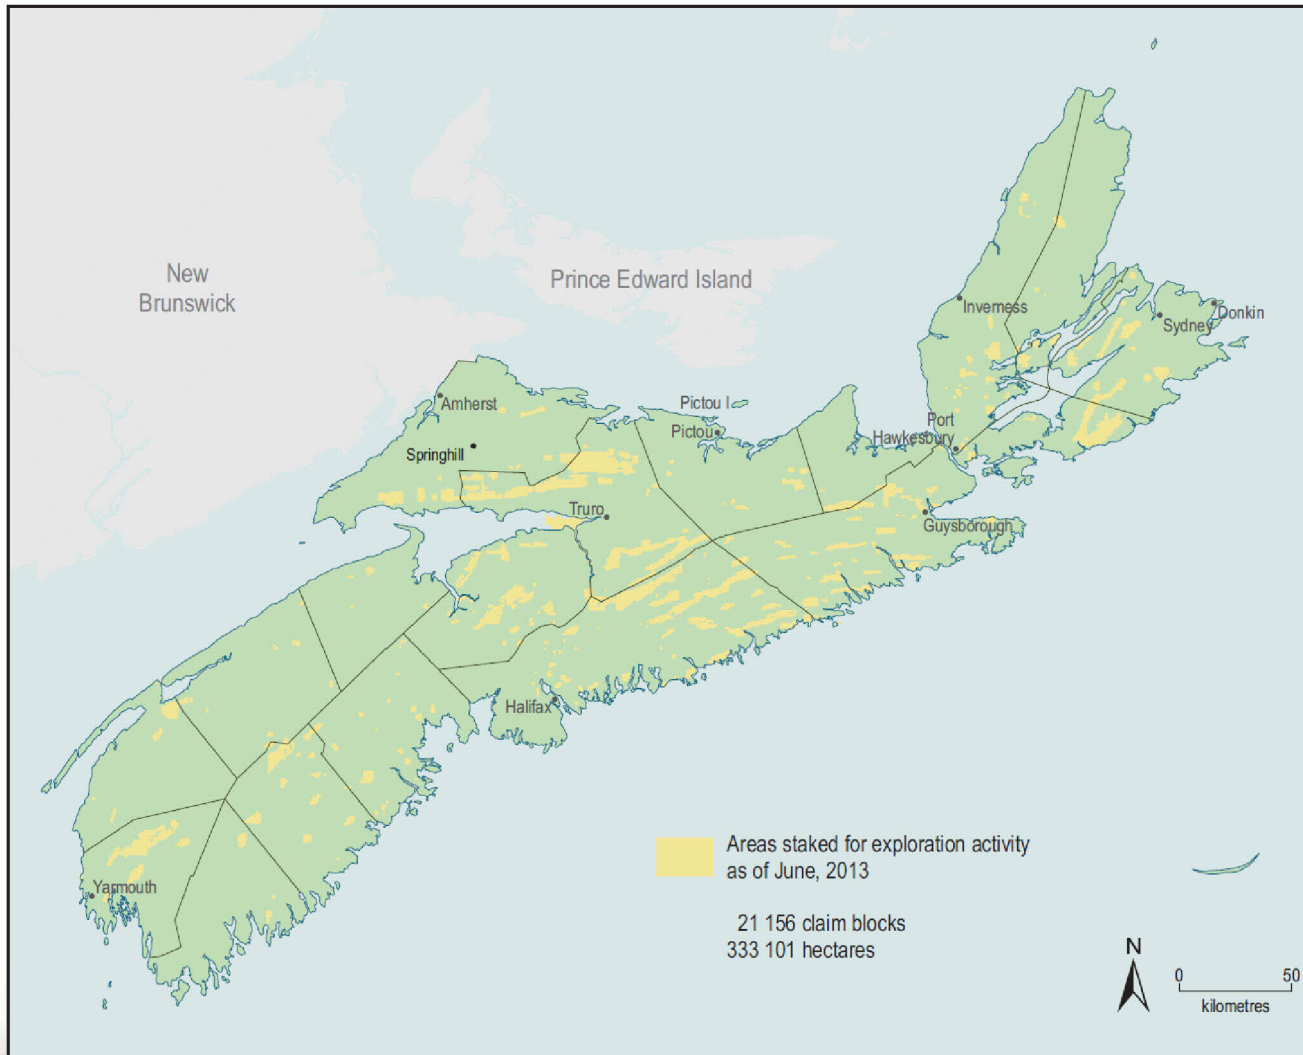 New
Brunswick
Prince Edward Island
Inverness
Donkin
Sydney
Amherst
Pictou I
Pictou
Port
Hawkesbury
Springhill
Truro
Guysborough
Halifax
Yarmouth
Areas staked for exploration activity
as of June, 2013
21 156 claim blocks
333 101 hectares
N
0 50
kilometres